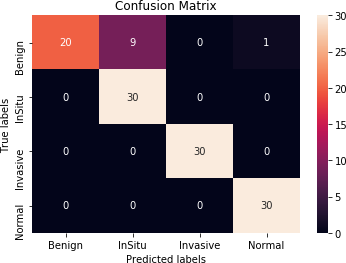 Confusion Matrix
True labels
Benign 20 9 0 1
InSitu 0 30 0 0
Invasive 0 0 30 0
Normal 0 0 0 30
Benign InSitu Invasive Normal
Predicted labels
30
25
20
15
10
5
0